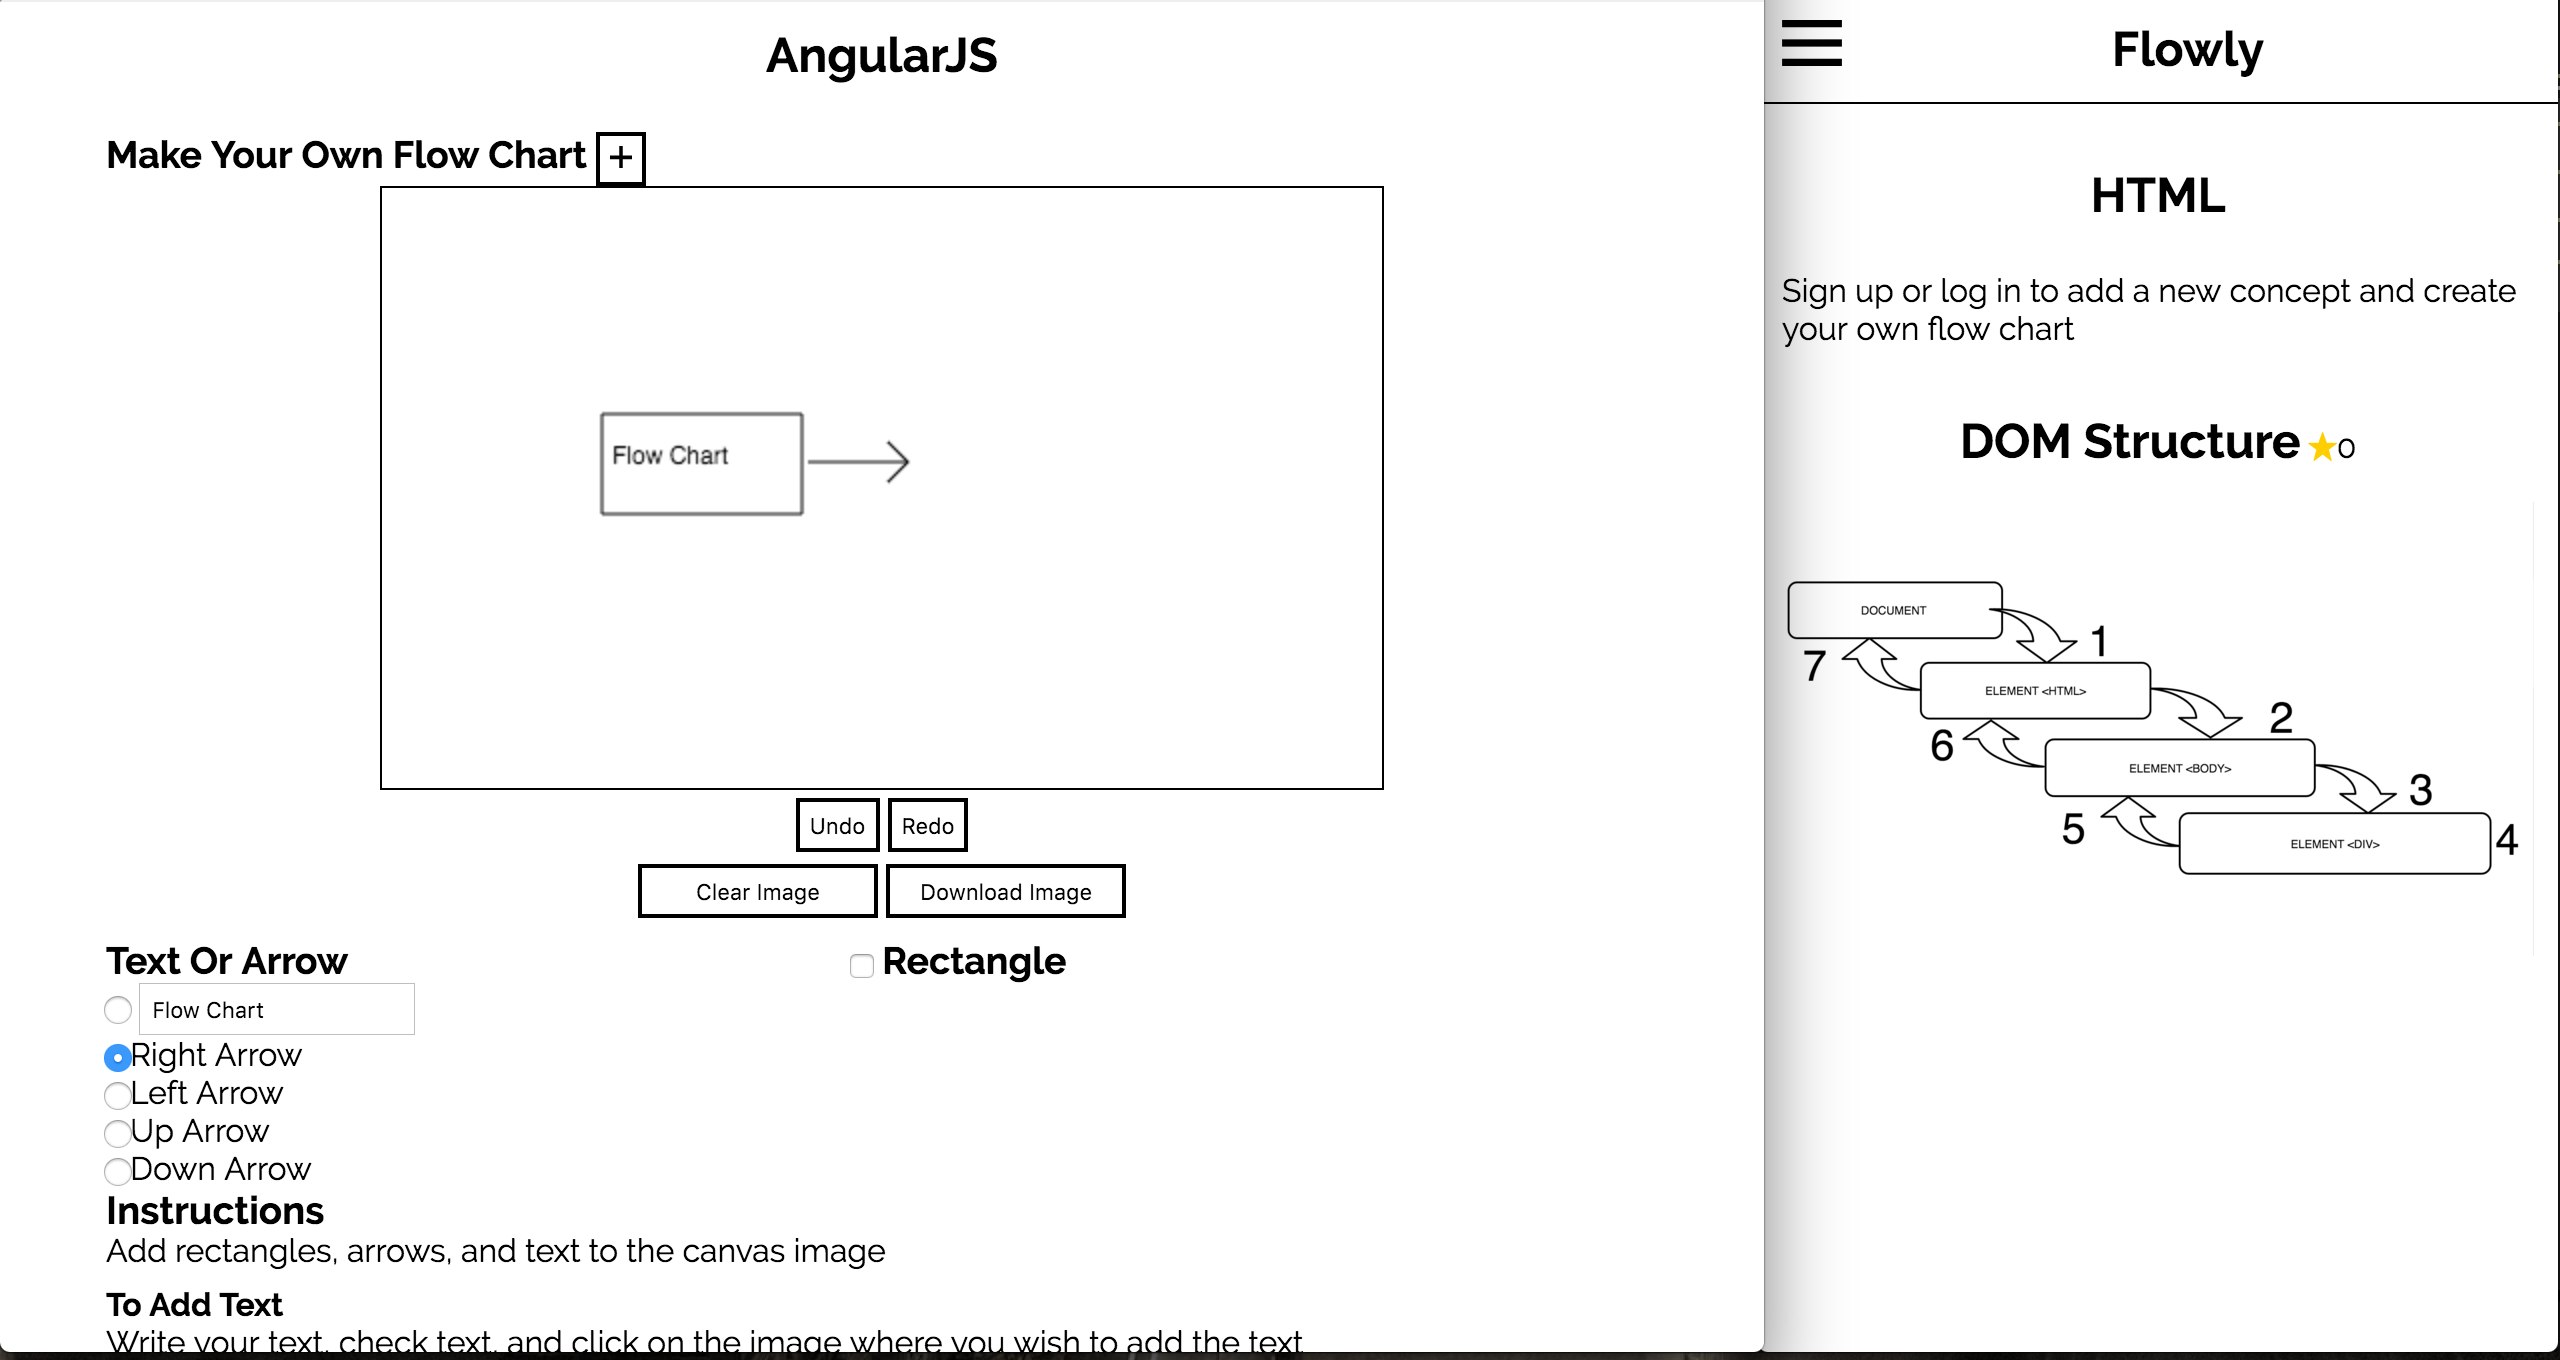 AngularJS
Make Your Own Flow Chart +
Flow Chart
Undo Redo
Clear Image Download Image
Text Or Arrow
Rectangle
Flow Chart
Right Arrow
Left Arrow
Up Arrow
Down Arrow
Instructions
Add rectangles, arrows, and text to the canvas image
To Add Text
Write your text, check text, and click on the image where you wish to add the text
Flowly
HTML
Sign up or log in to add a new concept and create
your own flow chart
DOM Structure ★0
DOCUMENT
1
7
ELEMENT <HTML>
2
6
ELEMENT <BODY>
3
5
ELEMENT <DIV>
4